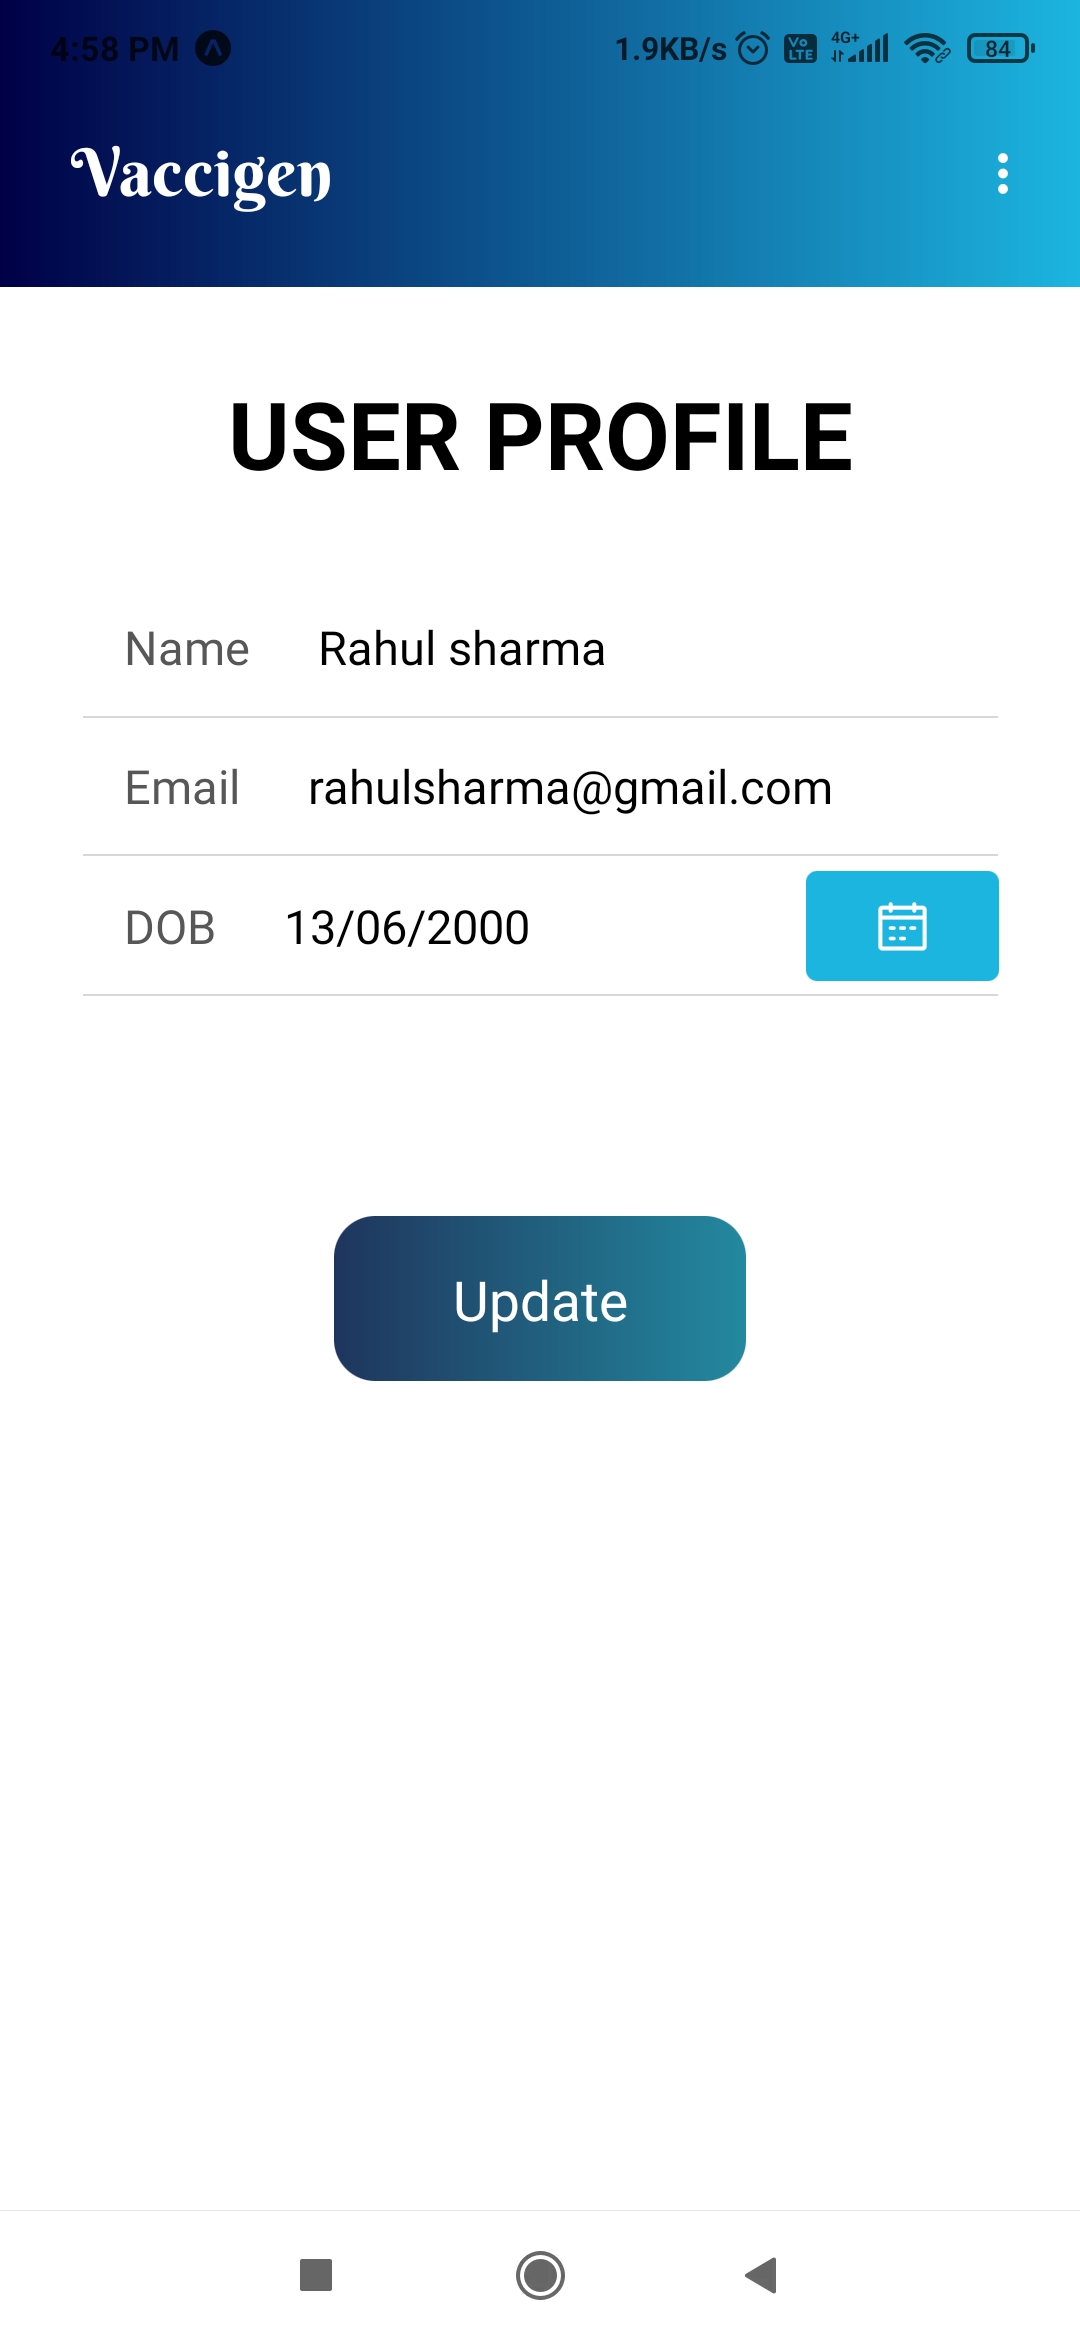 4:58 PM 1.9KB/s Vo LTE 4G+ 84
Vaccigen
USER PROFILE
Name Rahul sharma
Email rahulsharma@gmail.com
DOB 13/06/2000
Update